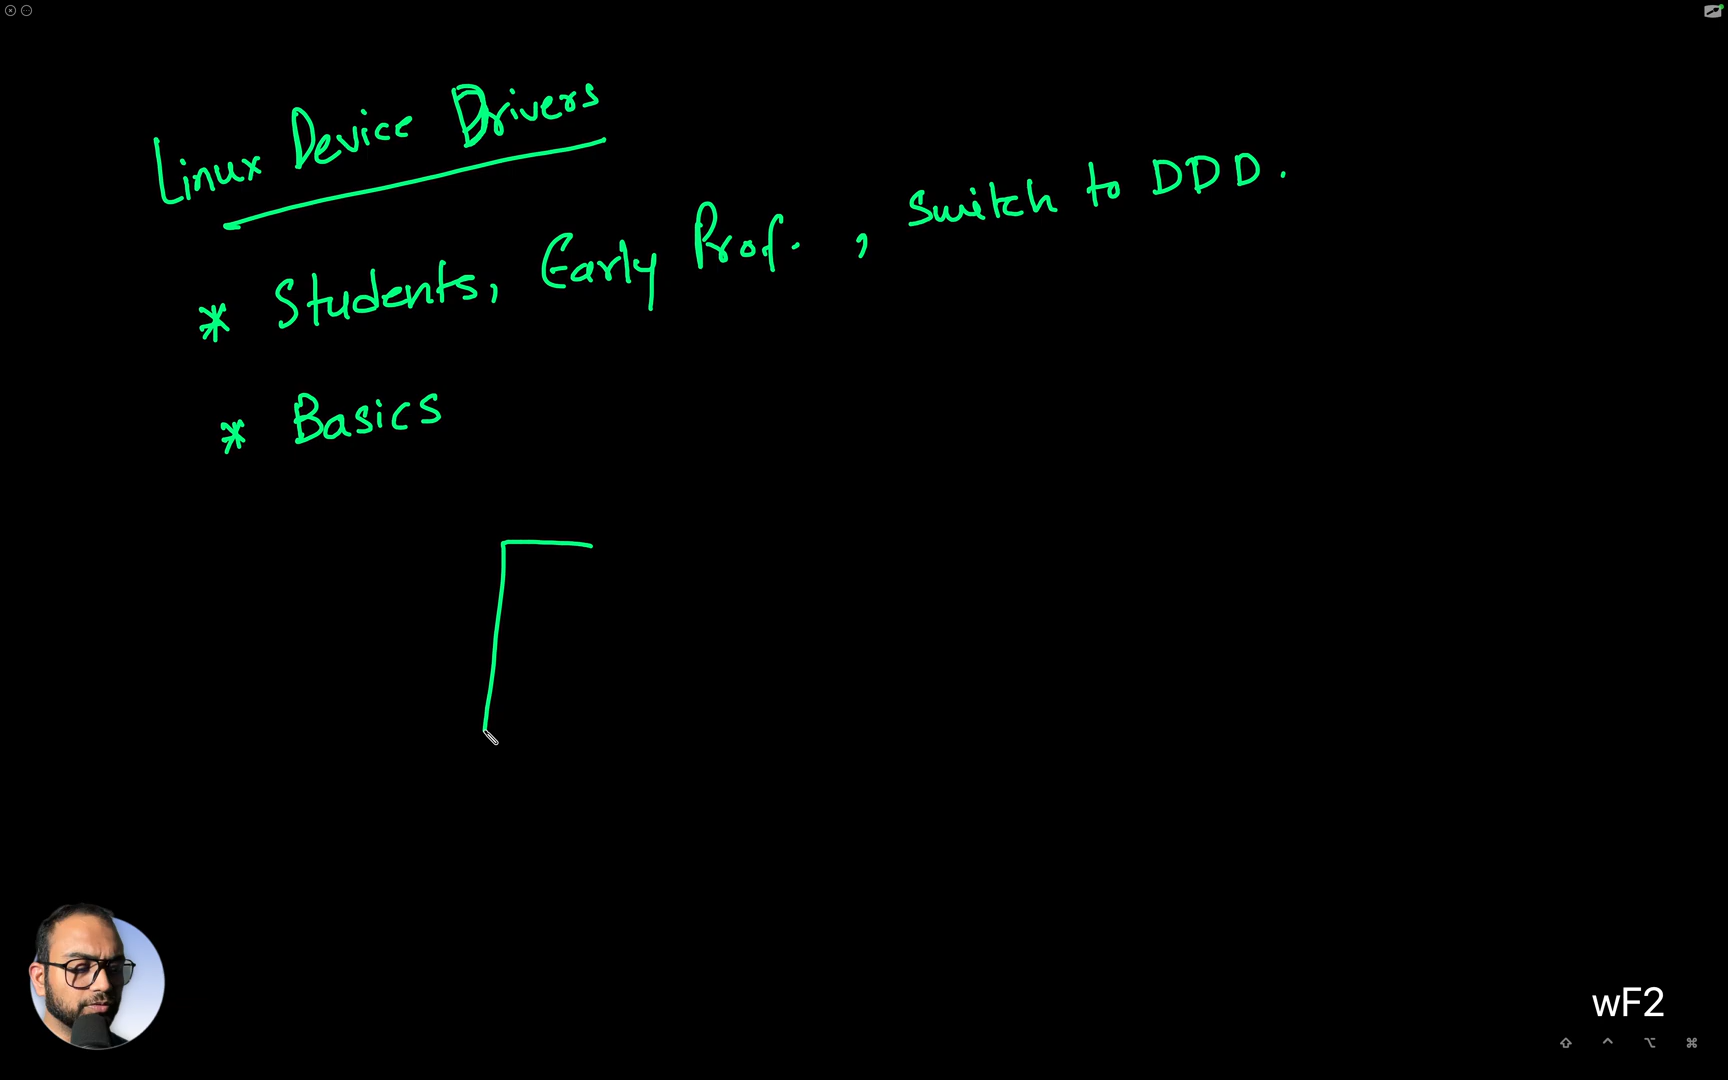 Linux Device Drivers
* Students, Early Prof. , Switch to DDD.
* Basics
wF2